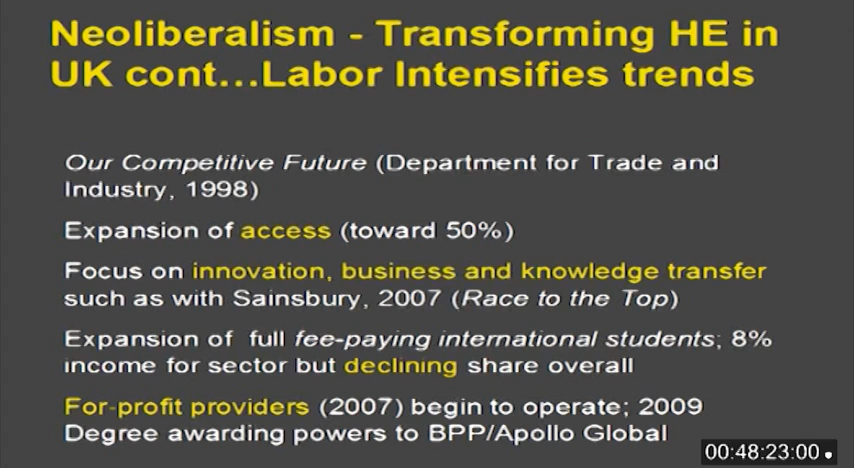 Neoliberalism - Transforming HE in
UK cont...Labor Intensifies trends
Our Competitive Future (Department for Trade and
Industry, 1998)
Expansion of access (toward 50%)
Focus on innovation, business and knowledge transfer
such as with Sainsbury, 2007 (Race to the Top)
Expansion of full fee-paying international students; 8%
income for sector but declining share overall
For-profit providers (2007) begin to operate; 2009
Degree awarding powers to BPP/Apollo Global
00:48:23:00